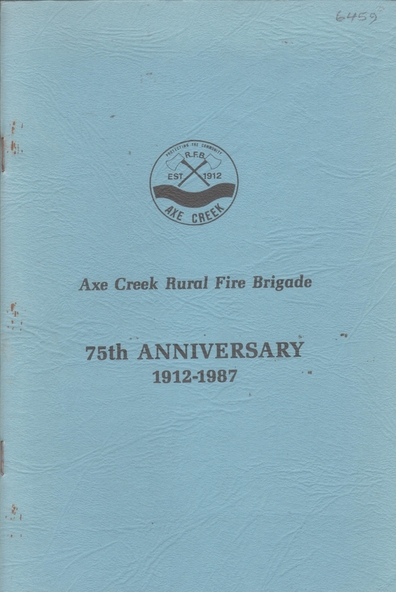 6459
PROTECTING THE COMMUNITY
R.F.B.
EST 1912
AXE CREEK
Axe Creek Rural Fire Brigade
75th ANNIVERSARY
1912-1987